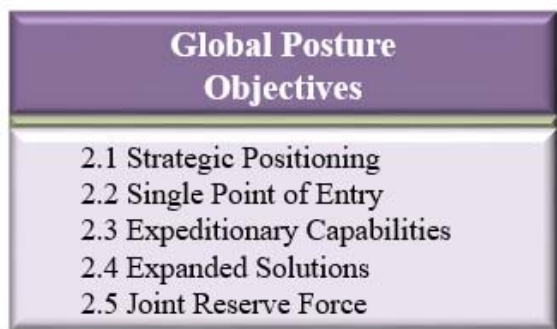 Global Posture
Objectives
2.1 Strategic Positioning
2.2 Single Point of Entry
2.3 Expeditionary Capabilities
2.4 Expanded Solutions
2.5 Joint Reserve Force